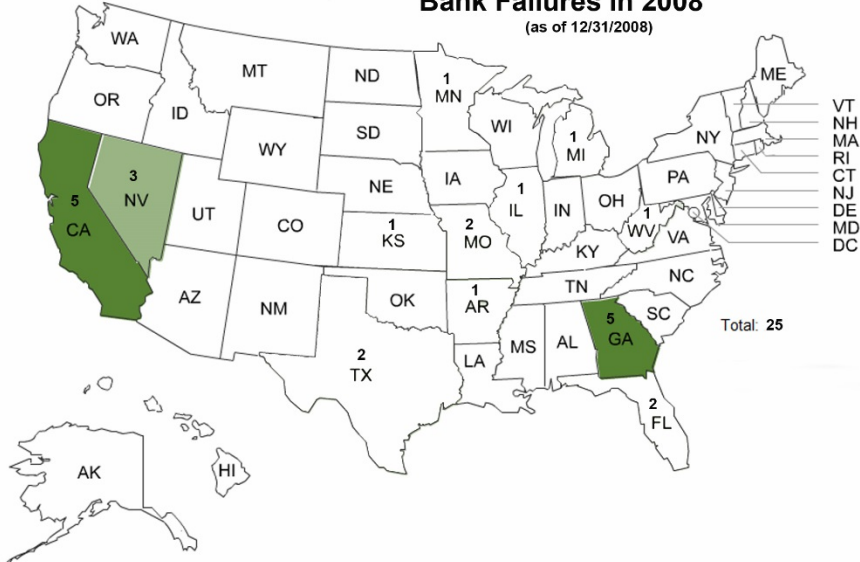 Bank Failures in 2008
(as of 12/31/2008)
WA
MT
ND
1
MN
ME
OR
ID
SD
WI
1
MI
NY
VT
NH
MA
RI
CT
NJ
DE
MD
DC
WY
NE
IA
PA
3
NV
5
CA
UT
CO
1
KS
2
MO
1
IL
IN
OH
1
WV
VA
KY
AZ
NM
OK
1
AR
TN
NC
SC
2
TX
LA
MS
AL
5
GA
Total: 25
2
FL
AK
HI